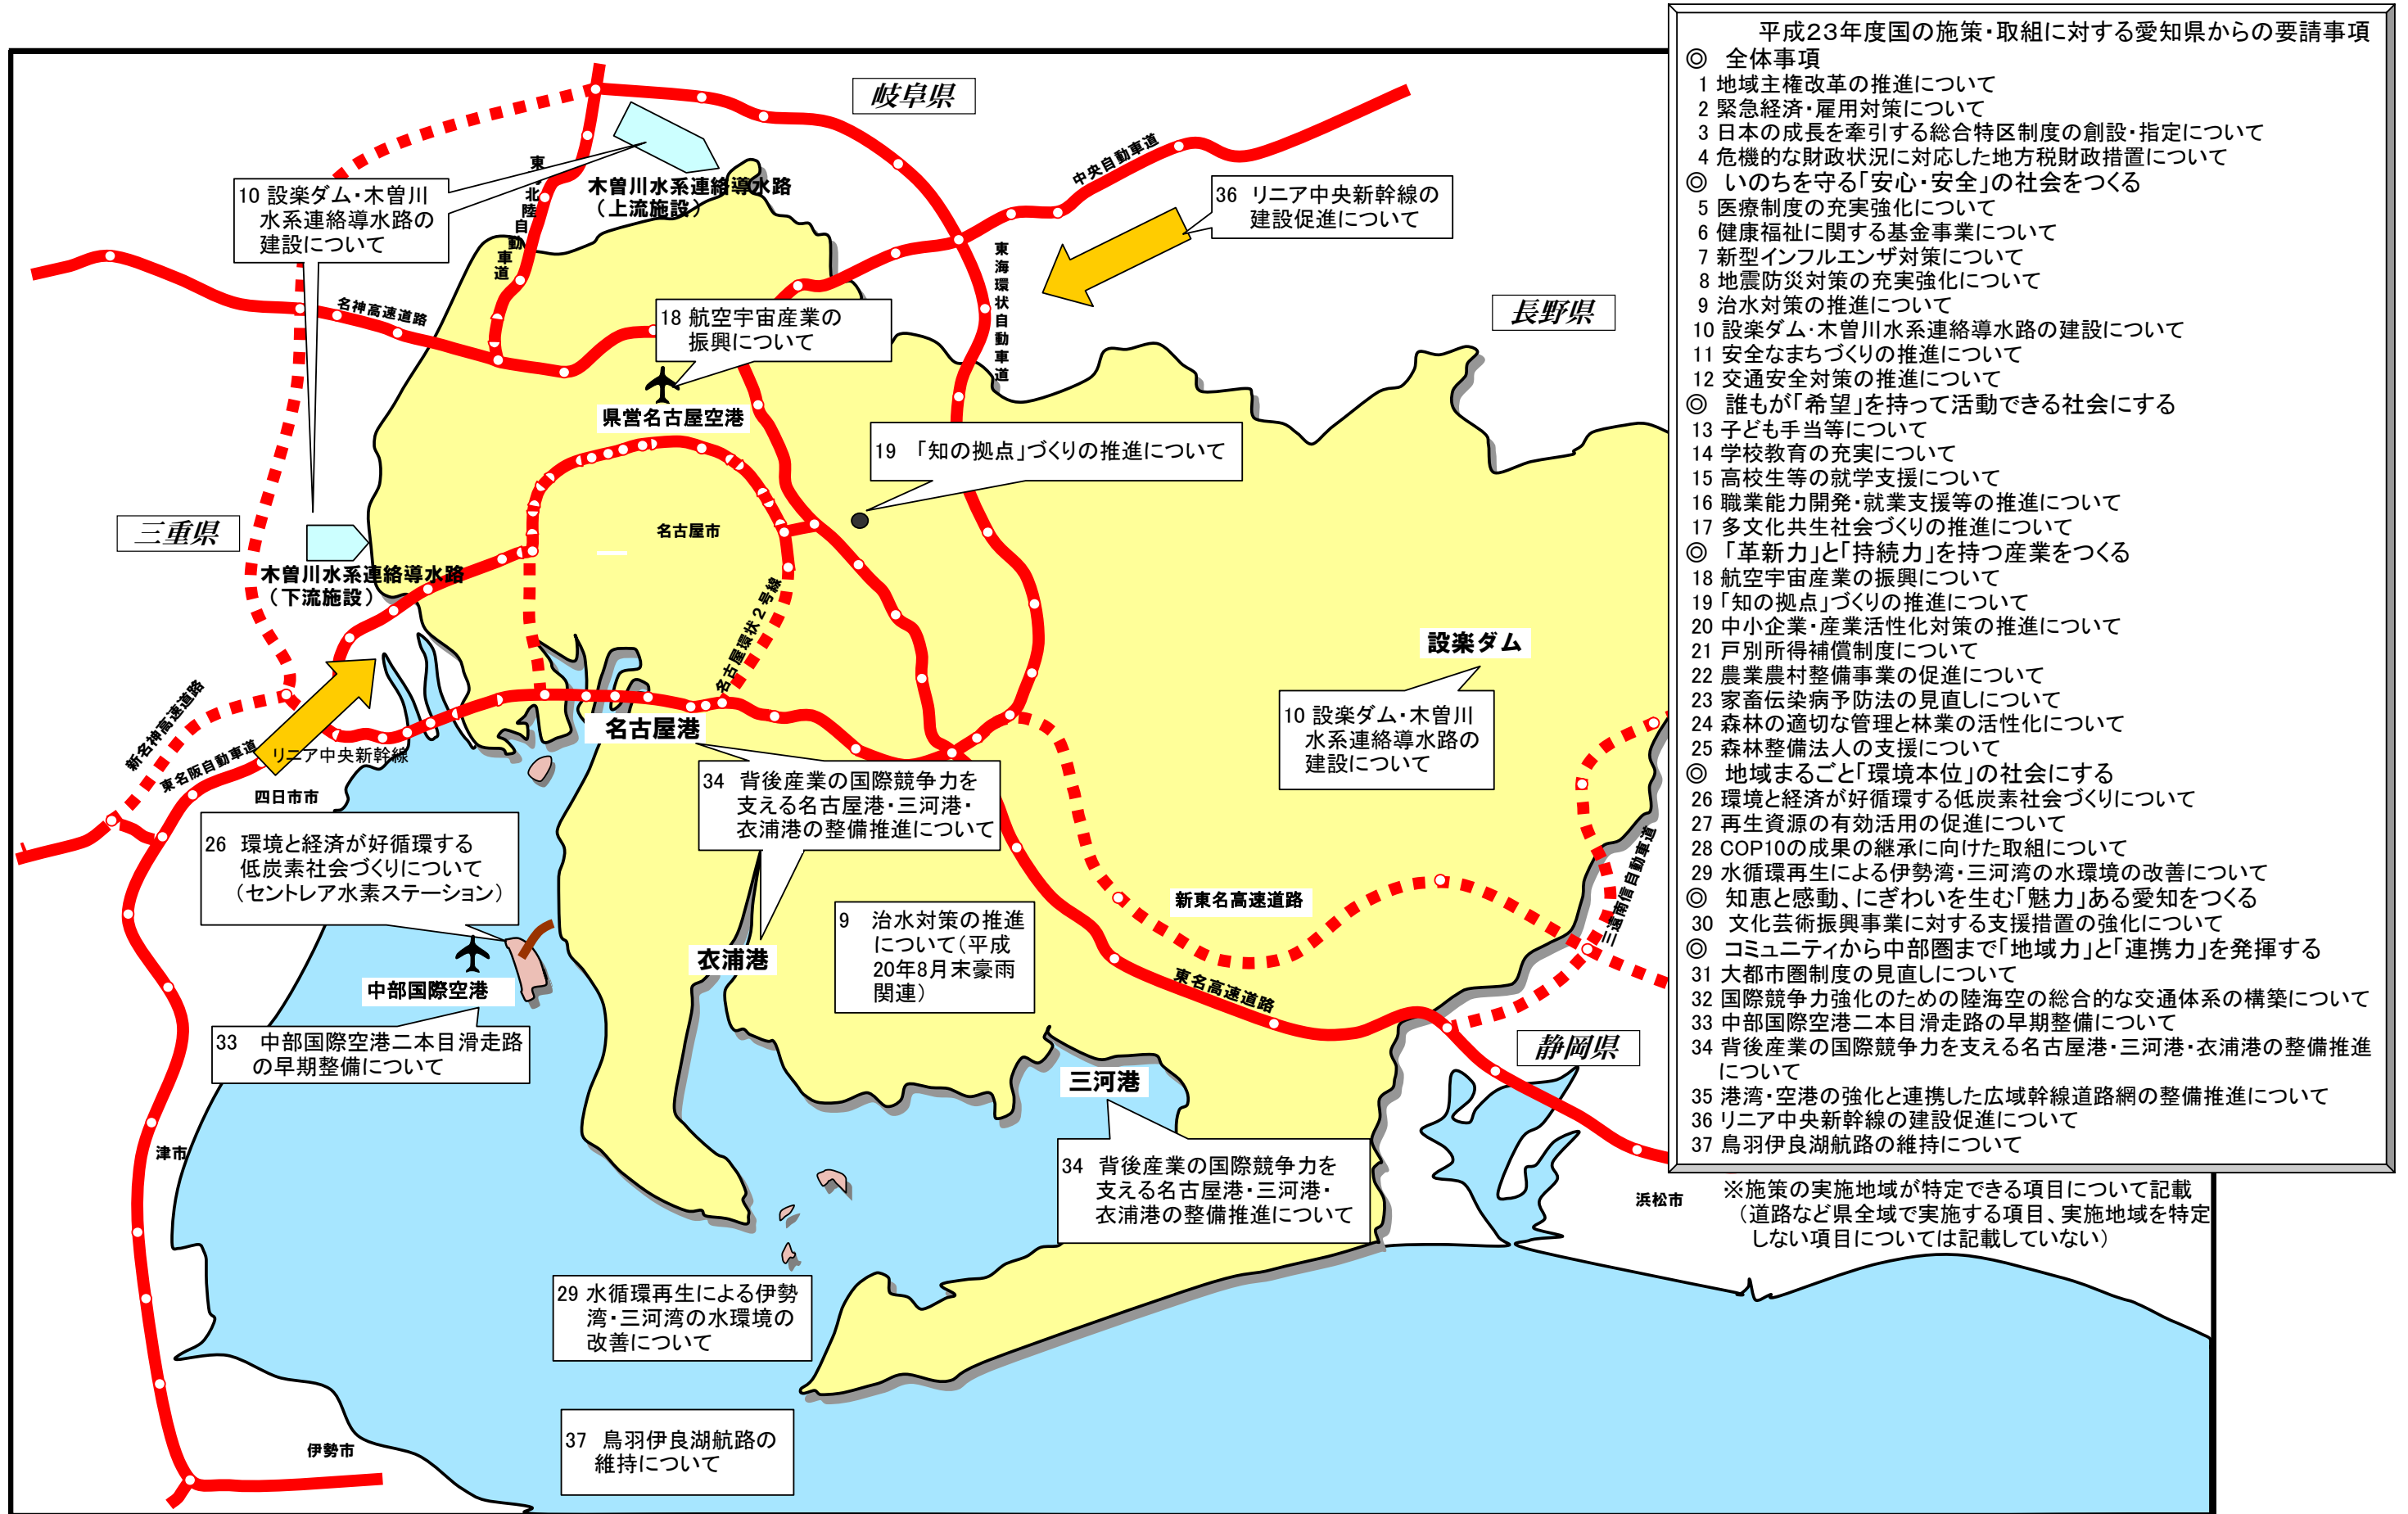 平成23年度国の施策・取組に対する愛知県からの要請事項
◎ 全体事項
1 地域主権改革の推進について
2 緊急経済・雇用対策について
3 日本の成長を牽引する総合特区制度の創設・指定について
4 危機的な財政状況に対応した地方税財政措置について
◎ いのちを守る「安心・安全」の社会をつくる
5 医療制度の充実強化について
6 健康福祉に関する基金事業について
7 新型インフルエンザ対策について
8 地震防災対策の充実強化について
9 治水対策の推進について
10 設楽ダム・木曽川水系連絡導水路の建設について
11 安全なまちづくりの推進について
12 交通安全対策の推進について
◎ 誰もが「希望」を持って活動できる社会にする
13 子ども手当等について
14 学校教育の充実について
15 高校生等の就学支援について
16 職業能力開発・就業支援等の推進について
17 多文化共生社会づくりの推進について
◎ 「革新力」と「持続力」を持つ産業をつくる
18 航空宇宙産業の振興について
19 「知の拠点」づくりの推進について
20 中小企業・産業活性化対策の推進について
21 戸別所得補償制度について
22 農業農村整備事業の促進について
23 家畜伝染病予防法の見直しについて
24 森林の適切な管理と林業の活性化について
25 森林整備法人の支援について
◎ 地域まるごと「環境本位」の社会にする
26 環境と経済が好循環する低炭素社会づくりについて
27 再生資源の有効活用の促進について
28 COP10の成果の継承に向けた取組について
29 水循環再生による伊勢湾・三河湾の水環境の改善について
◎ 知恵と感動、にぎわいを生む「魅力」ある愛知をつくる
30 文化芸術振興事業に対する支援措置の強化について
◎ コミュニティから中部圏まで「地域力」と「連携力」を発揮する
31 大都市圏制度の見直しについて
32 国際競争力強化のための陸海空の総合的な交通体系の構築について
33 中部国際空港二本目滑走路の早期整備について
34 背後産業の国際競争力を支える名古屋港・三河港・衣浦港の整備推進
について
35 港湾・空港の強化と連携した広域幹線道路網の整備推進について
36 リニア中央新幹線の建設促進について
37 鳥羽伊良湖航路の維持について
※施策の実施地域が特定できる項目について記載
（道路など県全域で実施する項目、実施地域を特定
しない項目については記載していない）
岐阜県
長野県
三重県
静岡県
中央自動車道
東海環状自動車道
名神高速道路
木曽川水系連絡導水路
（上流施設）
10 設楽ダム・木曽川
水系連絡導水路の
建設について
36 リニア中央新幹線の
建設促進について
18 航空宇宙産業の
振興について
県営名古屋空港
19 「知の拠点」づくりの推進について
名古屋市
木曽川水系連絡導水路
（下流施設）
名古屋環状２号線
設楽ダム
10 設楽ダム・木曽川
水系連絡導水路の
建設について
新名神高速道路
東名阪自動車道
リニア中央新幹線
四日市市
名古屋港
34 背後産業の国際競争力を
支える名古屋港・三河港・
衣浦港の整備推進について
26 環境と経済が好循環する
低炭素社会づくりについて
（セントレア水素ステーション）
中部国際空港
33 中部国際空港二本目滑走路
の早期整備について
衣浦港
9 治水対策の推進
について（平成
20年8月末豪雨
関連）
新東名高速道路
三遠南信自動車道
東名高速道路
三河港
34 背後産業の国際競争力を
支える名古屋港・三河港・
衣浦港の整備推進について
浜松市
津市
29 水循環再生による伊勢
湾・三河湾の水環境の
改善について
37 鳥羽伊良湖航路の
維持について
伊勢市